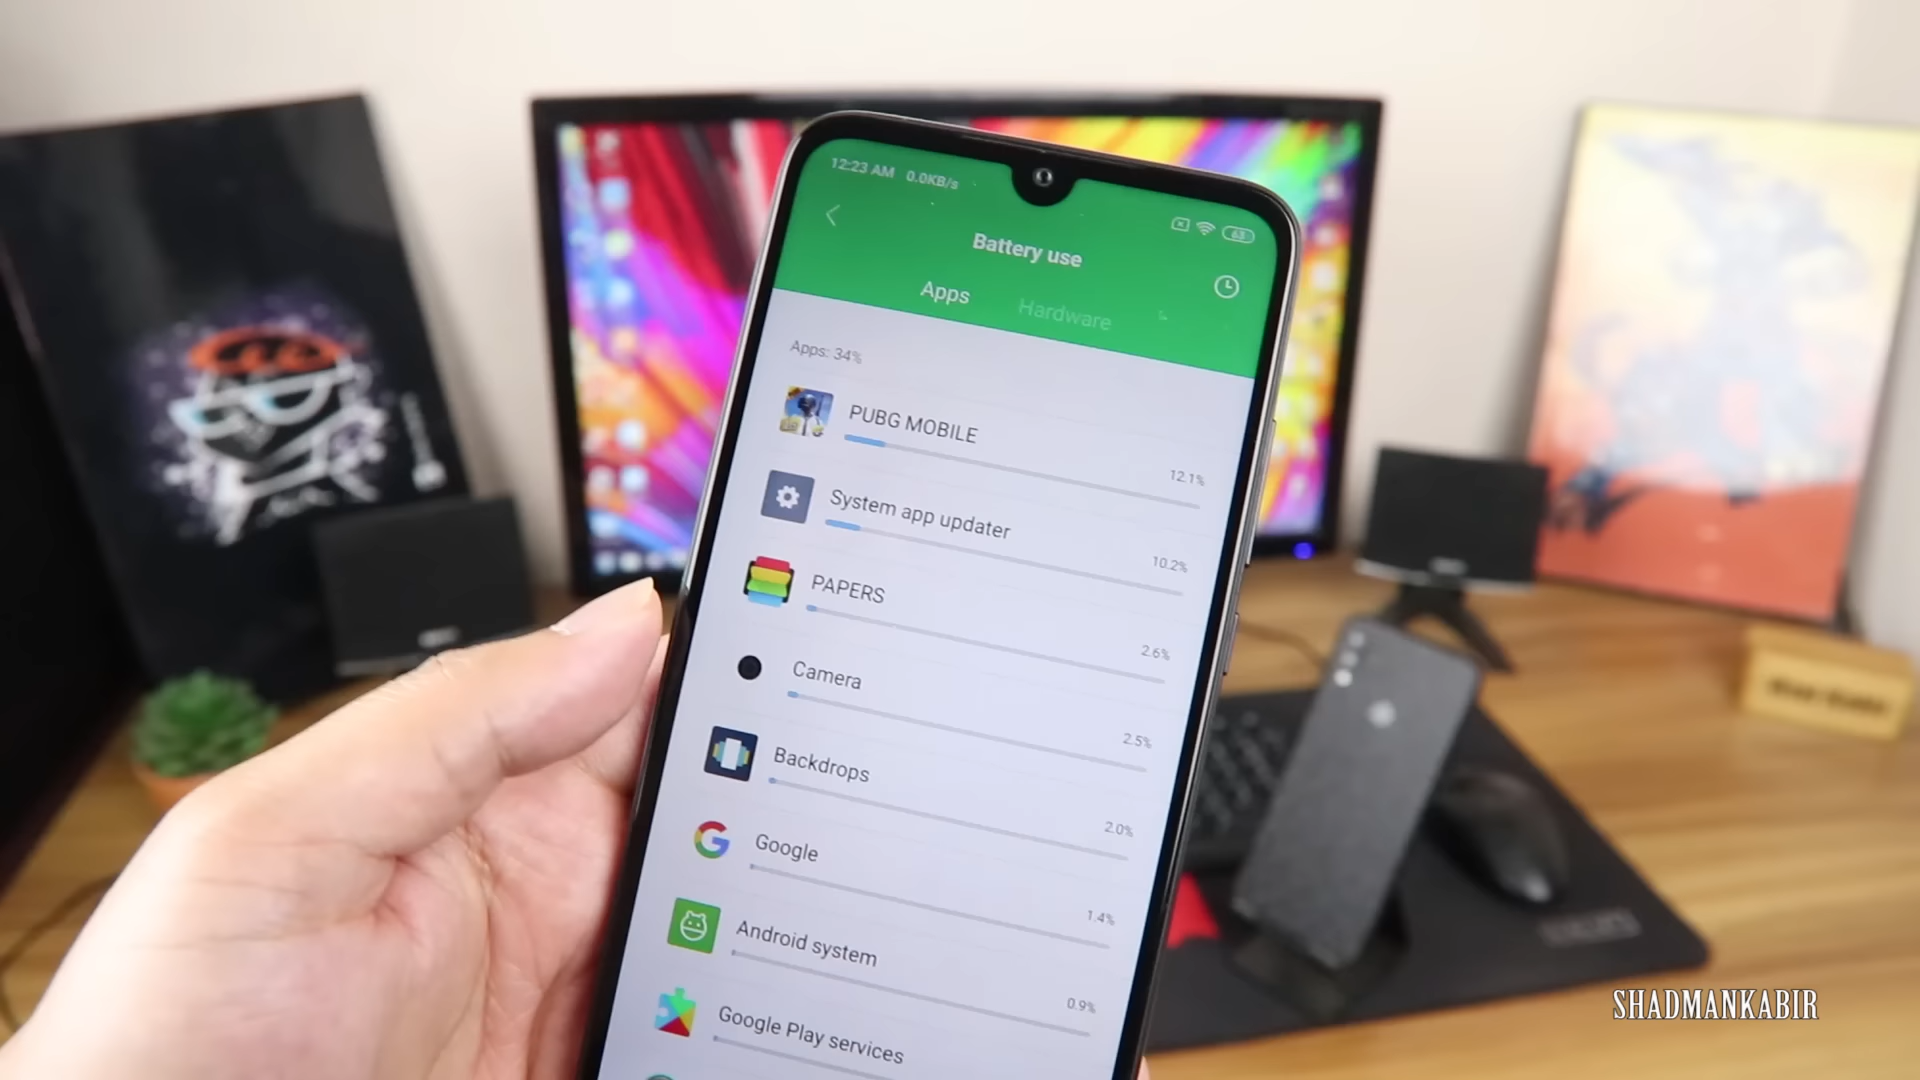 12:23 AM 0.0KB/s
63
Battery use
Apps Hardware
Apps: 34%
PUBG MOBILE
12.1%
System app updater
10.2%
PAPERS
2.6%
Camera
2.5%
Backdrops
2.0%
Google
1.4%
Android system
0.9%
Google Play services
SHADMANKABIR